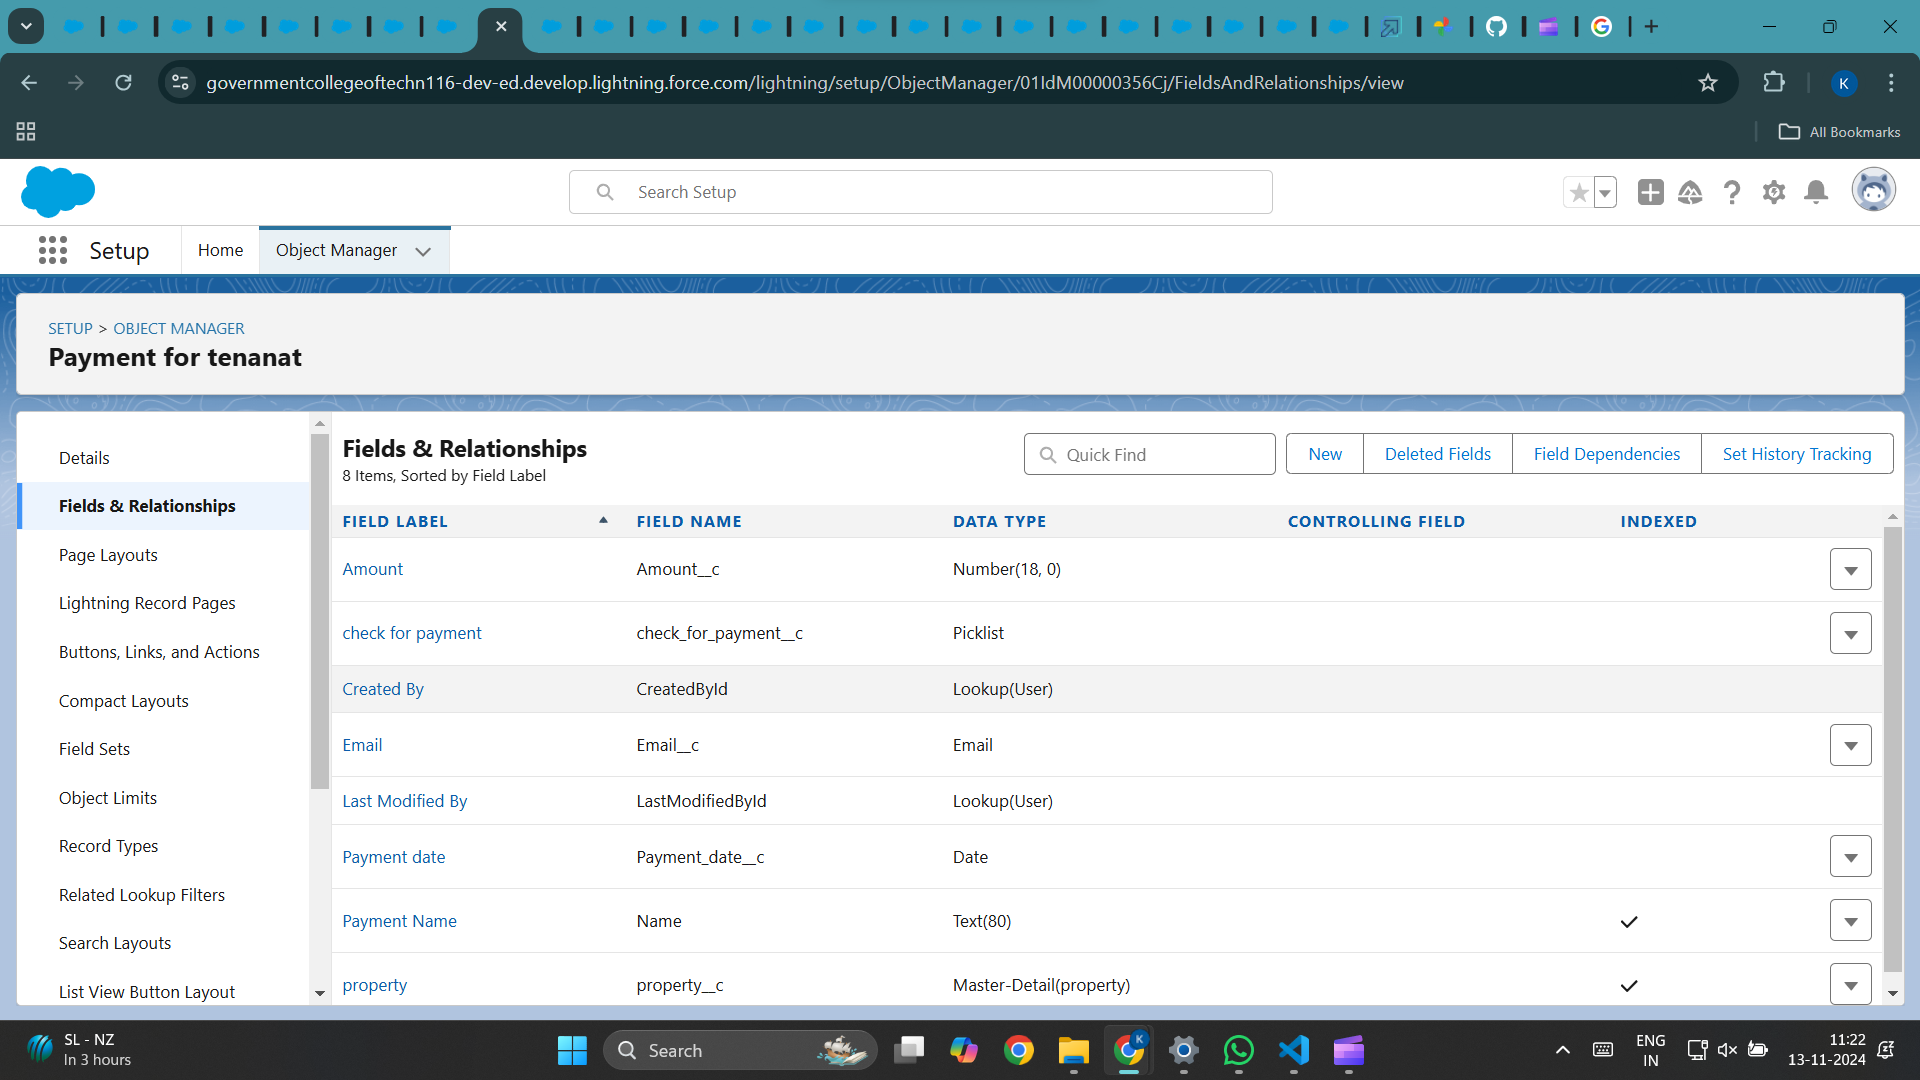 governmentcollegeoftechn116-dev-ed.develop.lightning.force.com/lightning/setup/ObjectManager/01IdM00000356Cj/FieldsAndRelationships/view
K
All Bookmarks
Search Setup
Setup
Home
Object Manager
SETUP > OBJECT MANAGER
Payment for tenanat
Details
Fields & Relationships
Page Layouts
Lightning Record Pages
Buttons, Links, and Actions
Compact Layouts
Field Sets
Object Limits
Record Types
Related Lookup Filters
Search Layouts
List View Button Layout
Fields & Relationships
8 Items, Sorted by Field Label
Quick Find
New
Deleted Fields
Field Dependencies
Set History Tracking
FIELD LABEL FIELD NAME DATA TYPE CONTROLLING FIELD INDEXED
Amount Amount__c Number(18, 0)
check for payment check_for_payment__c Picklist
Created By CreatedById Lookup(User)
Email Email__c Email
Last Modified By LastModifiedById Lookup(User)
Payment date Payment_date__c Date
Payment Name Name Text(80)
property property__c Master-Detail(property)
SL - NZ
In 3 hours
Search
K
ENG
IN
11:22
13-11-2024